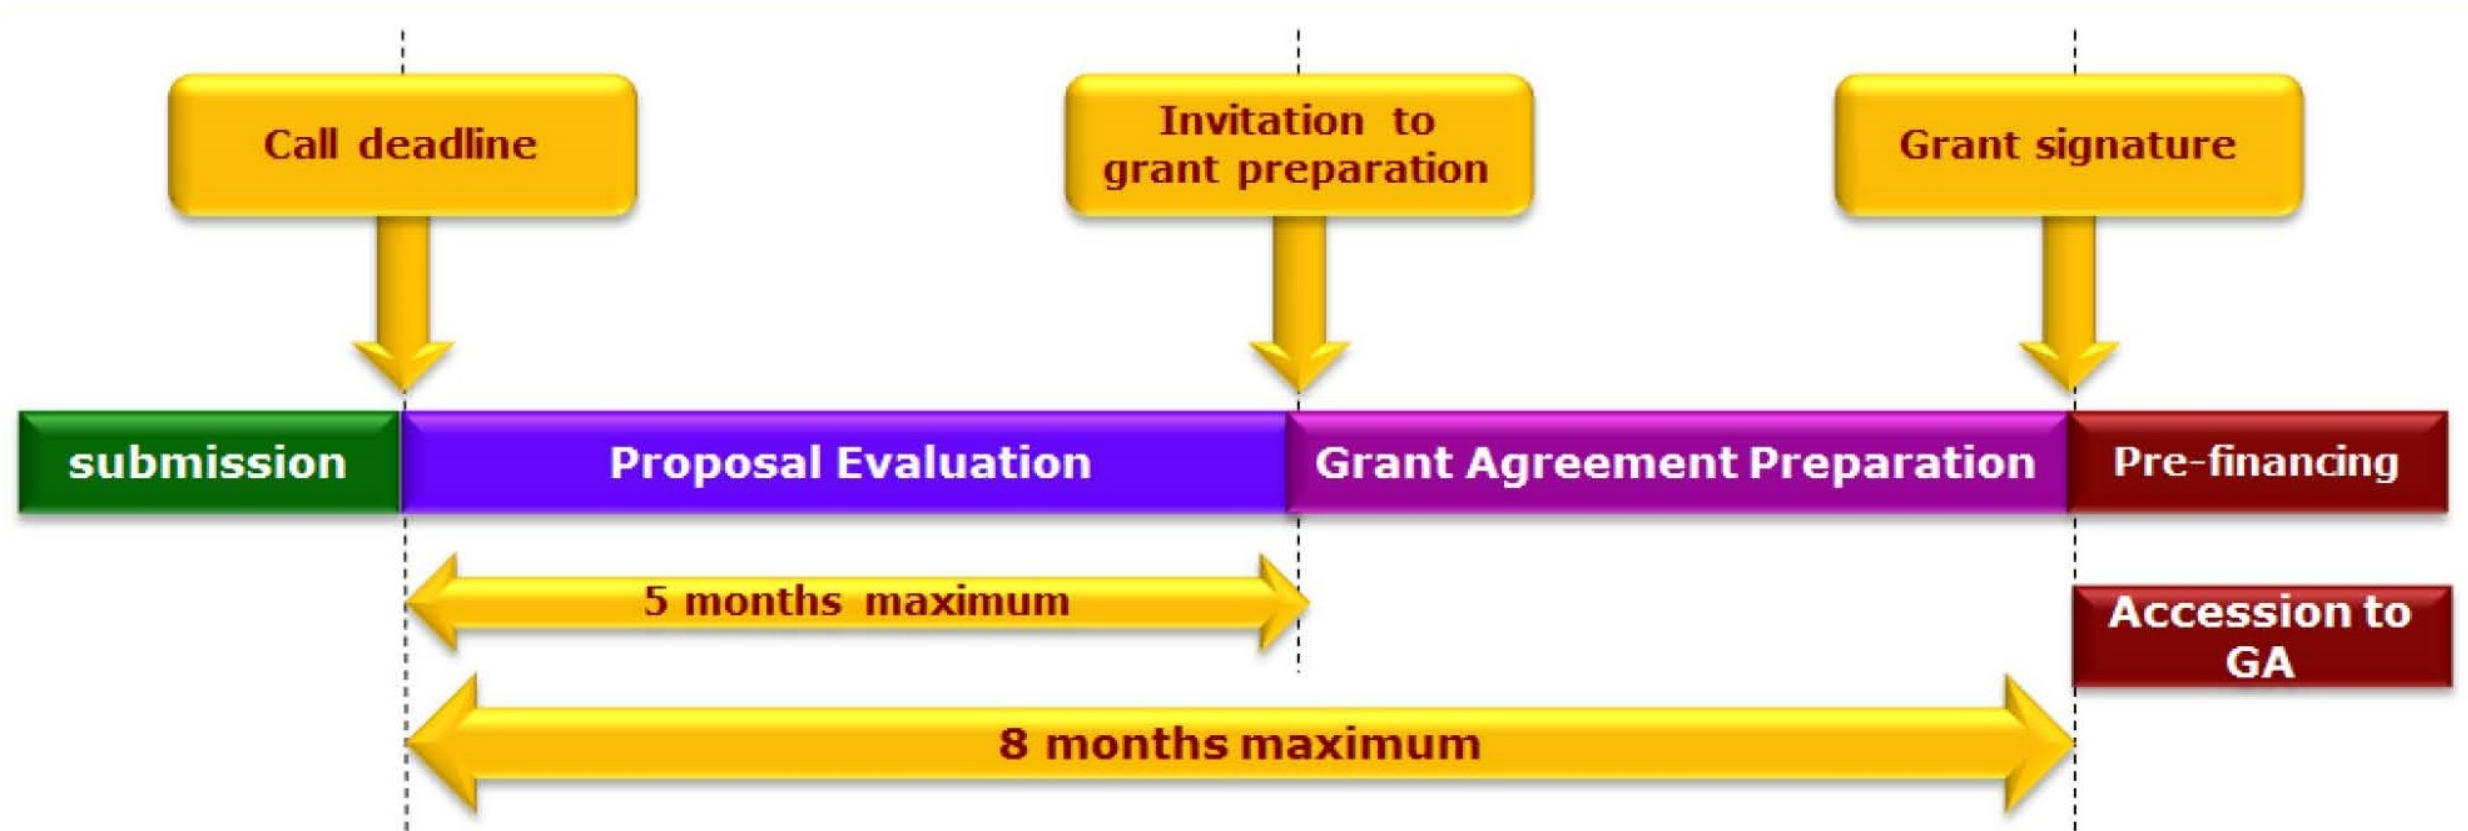 Call deadline
Invitation to
grant preparation
Grant signature
submission
Proposal Evaluation
Grant Agreement Preparation
Pre-financing
5 months maximum
Accession to
GA
8 months maximum